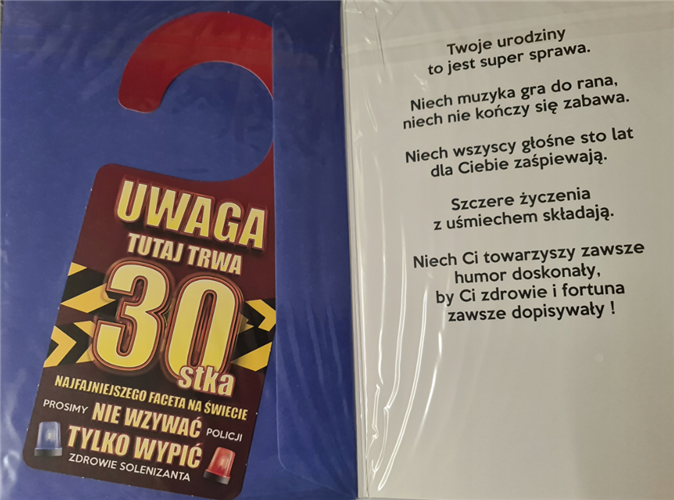 UWAGA
TUTAJ TRWA
30
stka
NAJFAJNIEJSZEGO FACETA NA ŚWIECIE
PROSIMY NIE WZYWAĆ POLICJI
TYLKO WYPIĆ
ZDROWIE SOLENIZANTA
Twoje urodziny
to jest super sprawa.
Niech muzyka gra do rana,
niech nie kończy się zabawa.
Niech wszyscy głośne sto lat
dla Ciebie zaśpiewają.
Szczere życzenia
z uśmiechem składają.
Niech Ci towarzyszy zawsze
humor doskonały,
by Ci zdrowie i fortuna
zawsze dopisywały !